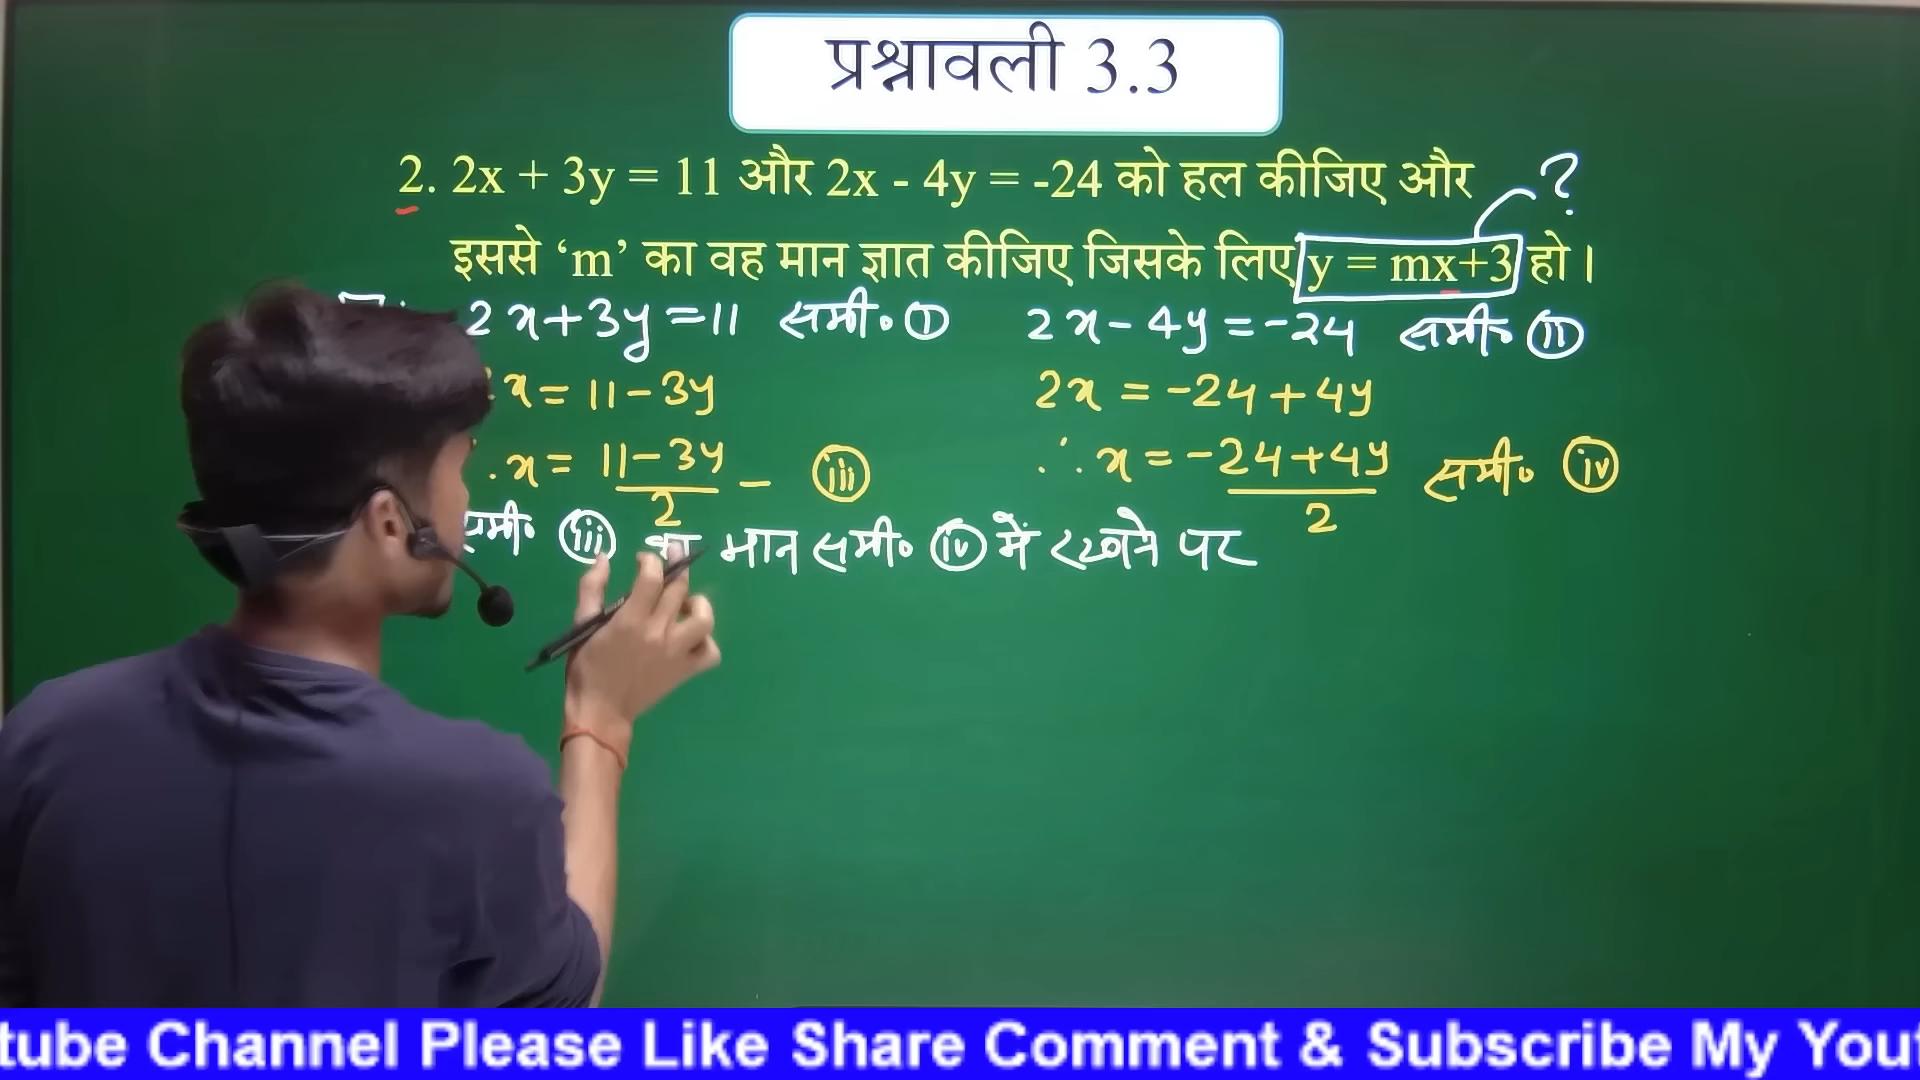 प्रश्नावली 3.3
2. 2x + 3y = 11 और 2x - 4y = -24 को हल कीजिए और ?
इससे ‘m’ का वह मान ज्ञात कीजिए जिसके लिए y = mx+3 हो।
2x+3y=11 समी० (i) 2x-4y=-24 समी० (ii)
x = 11-3y 2x = -24+4y
x = 11-3y/2 - (iii) ∴ x = -24+4y/2 समी० (iv)
समी० (iii) का मान समी० (iv) में रखने पर
tube Channel Please Like Share Comment & Subscribe My Yout